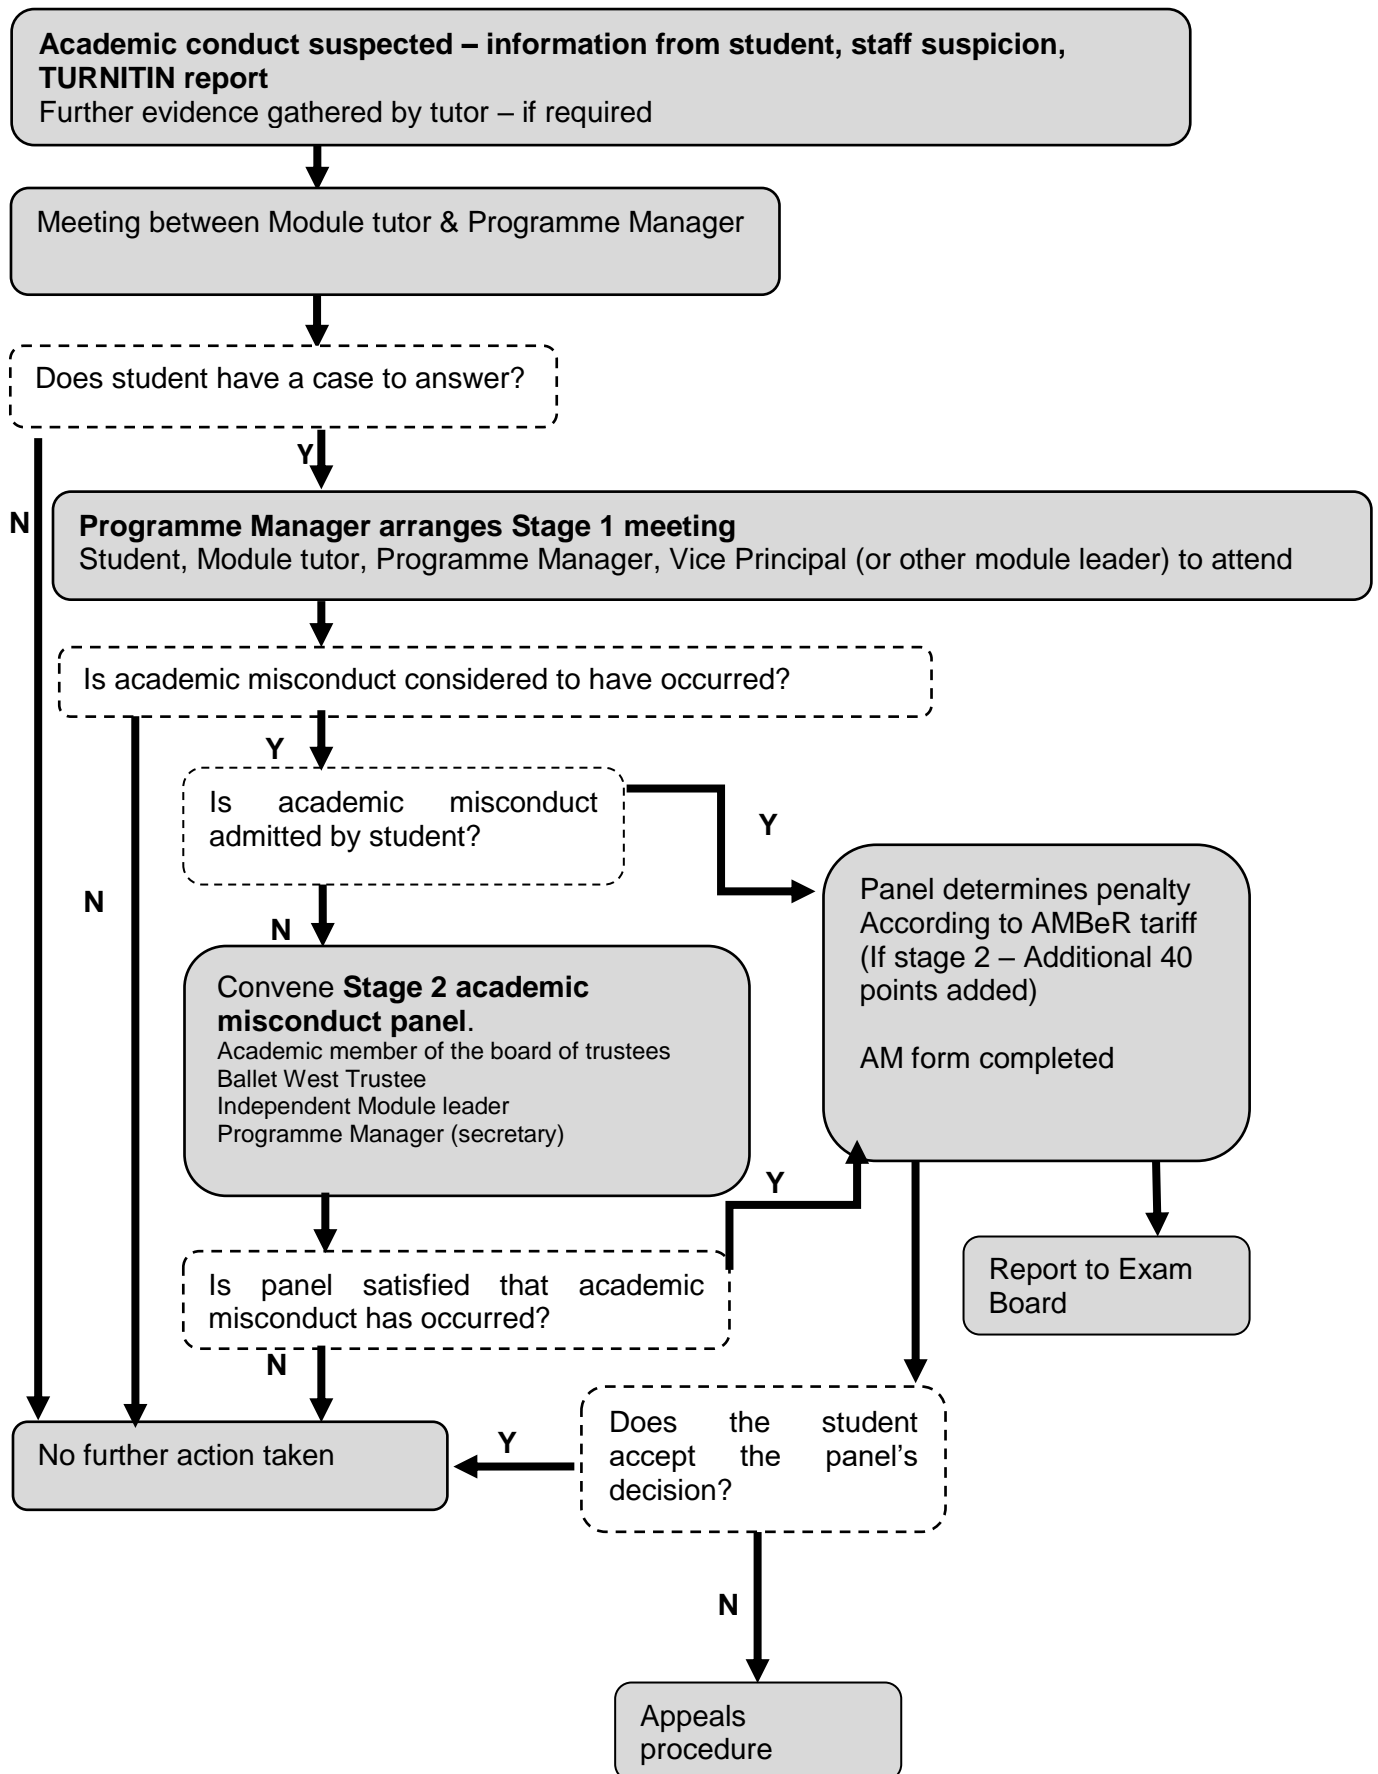 Academic conduct suspected – information from student, staff suspicion,
TURNITIN report
Further evidence gathered by tutor – if required
Meeting between Module tutor & Programme Manager
Does student have a case to answer?
Y
N
Programme Manager arranges Stage 1 meeting
Student, Module tutor, Programme Manager, Vice Principal (or other module leader) to attend
Is academic misconduct considered to have occurred?
Y
Is academic misconduct
admitted by student?
Y
N
N
Panel determines penalty
According to AMBeR tariff
(If stage 2 – Additional 40
points added)
AM form completed
Convene Stage 2 academic
misconduct panel.
Academic member of the board of trustees
Ballet West Trustee
Independent Module leader
Programme Manager (secretary)
Y
Is panel satisfied that academic
misconduct has occurred?
Report to Exam
Board
N
Does the student
accept the panel's
decision?
Y
No further action taken
N
Appeals
procedure